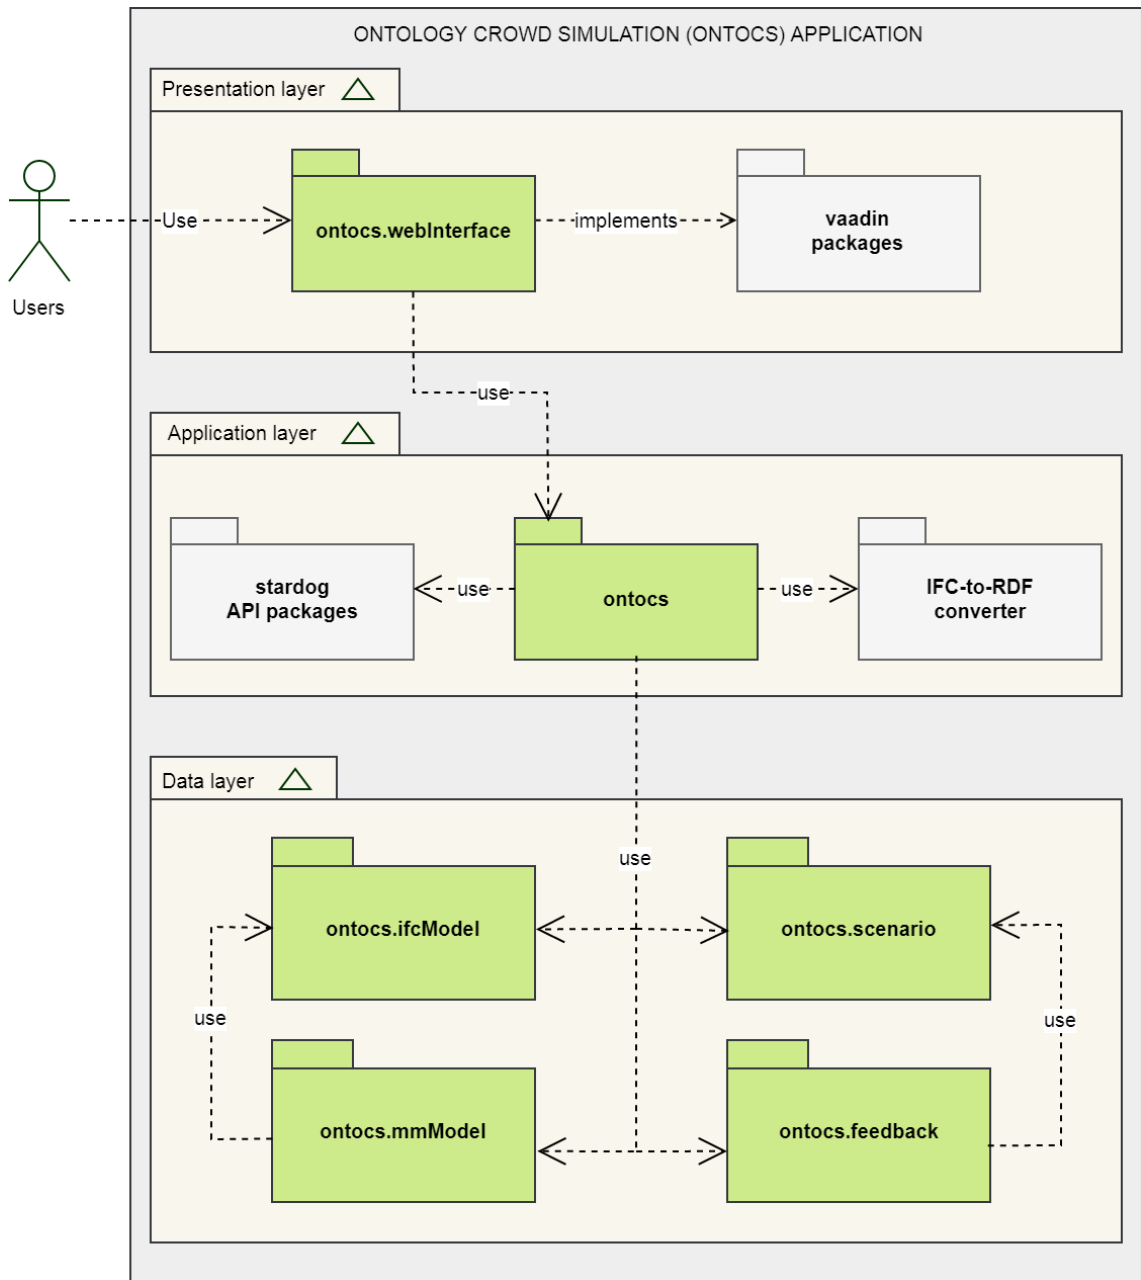 ONTOLOGY CROWD SIMULATION (ONTOCS) APPLICATION
Presentation layer
Users
Use
ontocs.webInterface
implements
vaadin
packages
use
Application layer
stardog
API packages
use
ontocs
use
IFC-to-RDF
converter
Data layer
use
ontocs.ifcModel
ontocs.scenario
use
use
ontocs.mmModel
ontocs.feedback